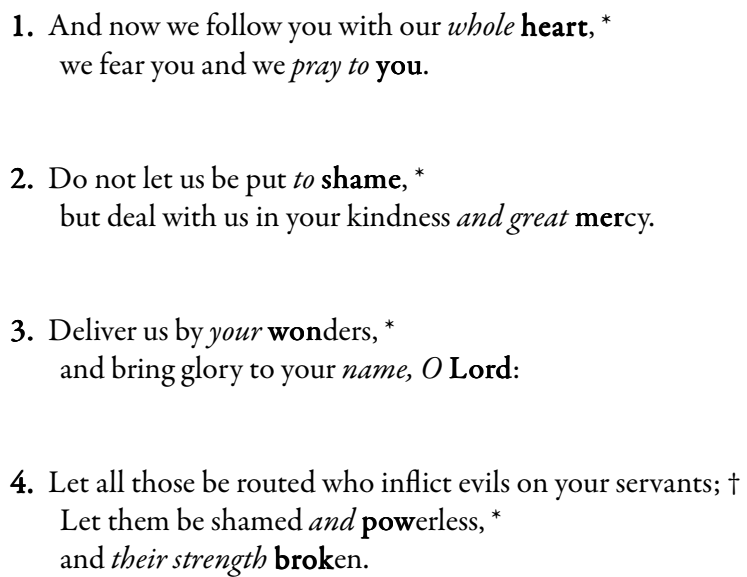 1. And now we follow you with our whole heart, *
we fear you and we pray to you.
2. Do not let us be put to shame, *
but deal with us in your kindness and great mercy.
3. Deliver us by your wonders, *
and bring glory to your name, O Lord:
4. Let all those be routed who inflict evils on your servants; †
Let them be shamed and powerless, *
and their strength broken.